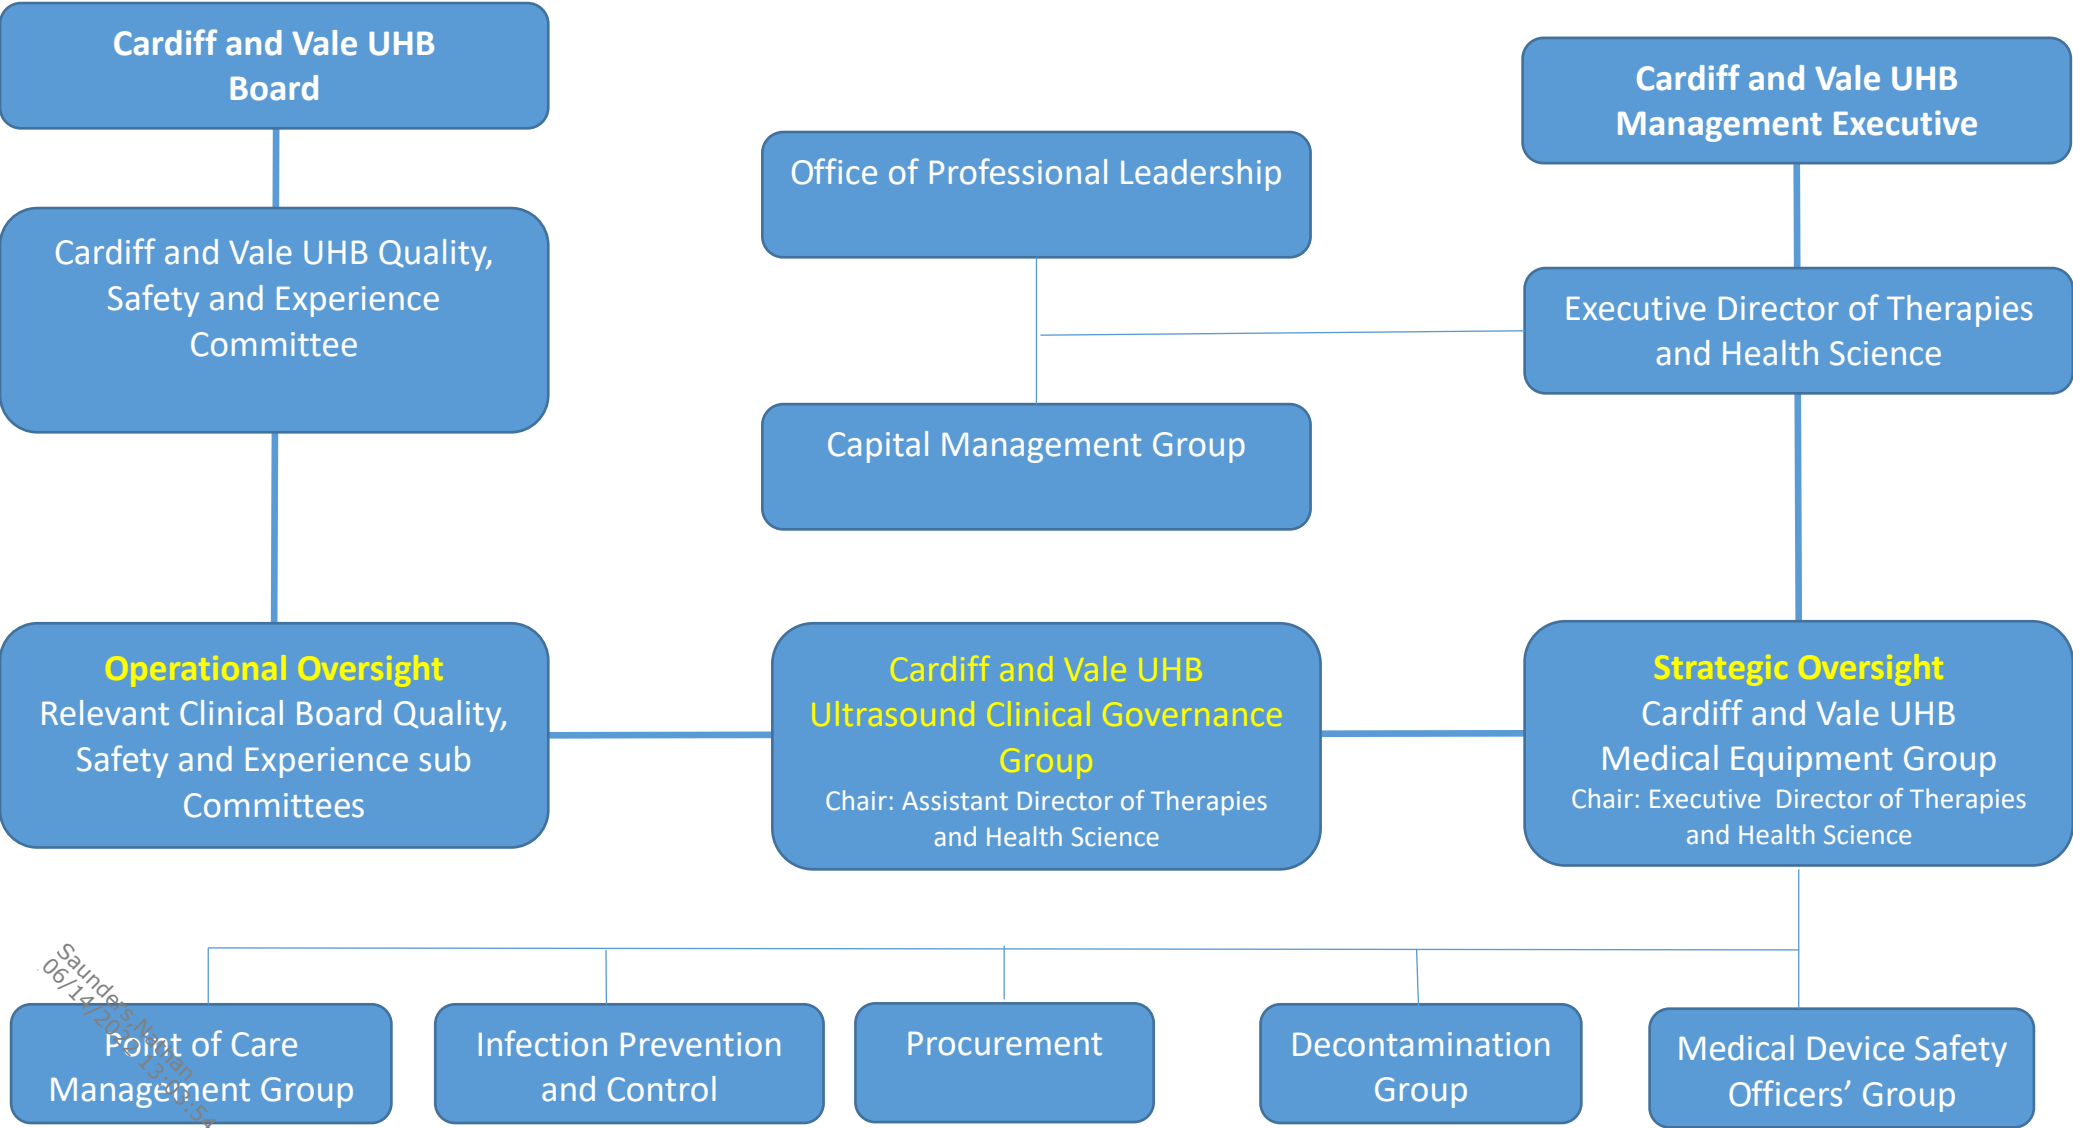 Cardiff and Vale UHB
Board
Cardiff and Vale UHB
Management Executive
Office of Professional Leadership
Cardiff and Vale UHB Quality,
Safety and Experience
Committee
Executive Director of Therapies
and Health Science
Capital Management Group
Operational Oversight
Relevant Clinical Board Quality,
Safety and Experience sub
Committees
Cardiff and Vale UHB
Ultrasound Clinical Governance
Group
Chair: Assistant Director of Therapies
and Health Science
Strategic Oversight
Cardiff and Vale UHB
Medical Equipment Group
Chair: Executive Director of Therapies
and Health Science
Point of Care
Management Group
Infection Prevention
and Control
Procurement
Decontamination
Group
Medical Device Safety
Officers’ Group
Saunders, Nathan